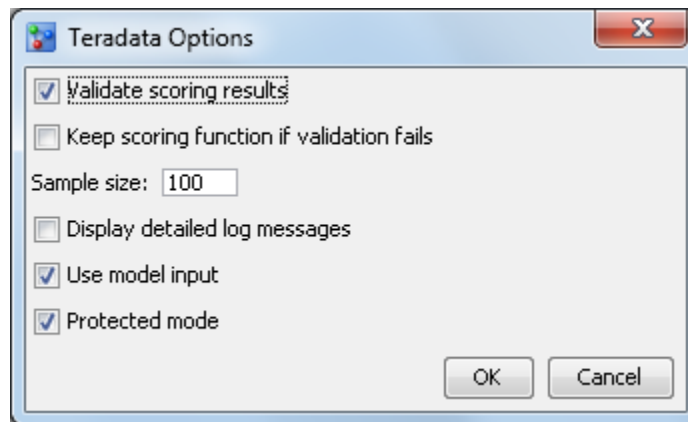 Teradata Options
Validate scoring results
Keep scoring function if validation fails
Sample size: 100
Display detailed log messages
Use model input
Protected mode
OK Cancel